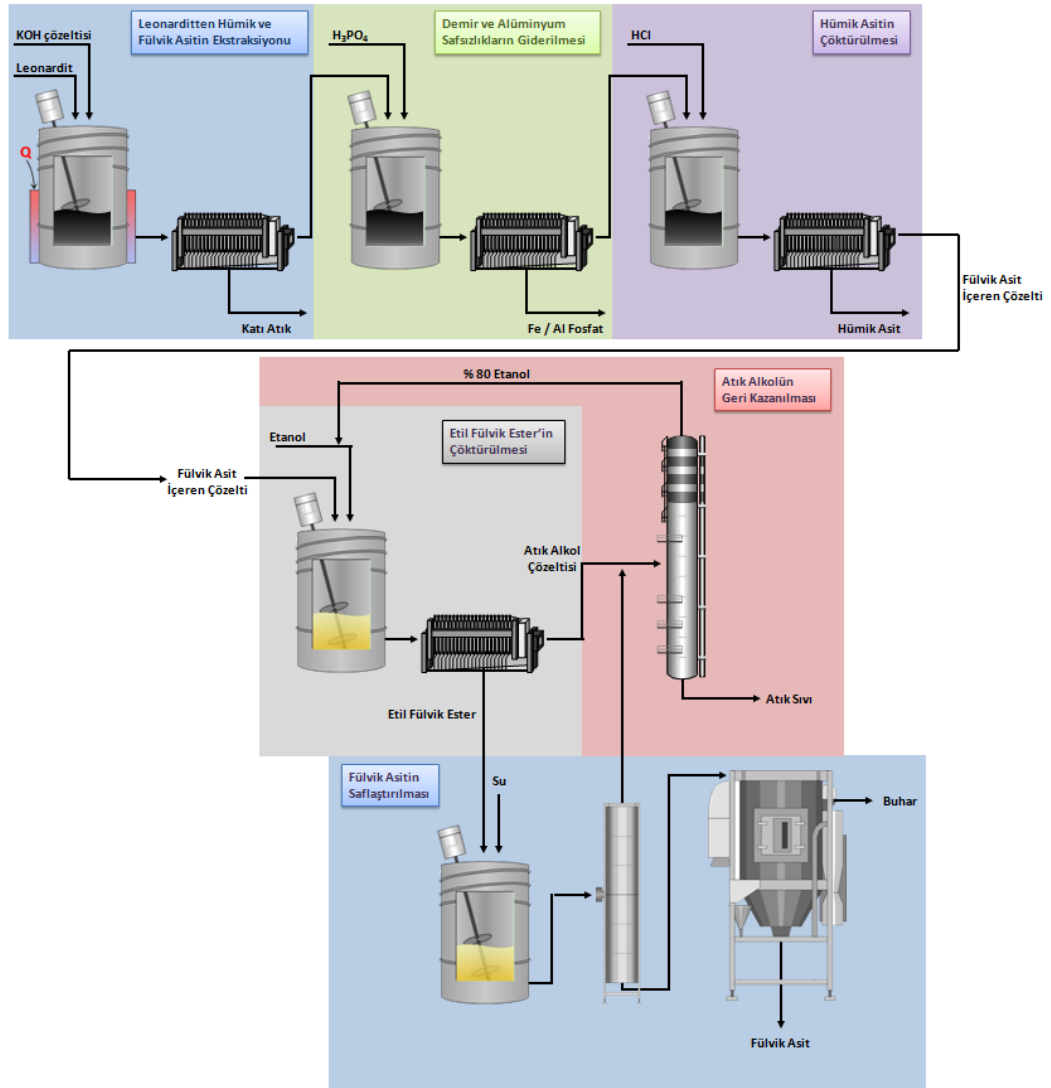 Leonarditten Hümik ve
Fülvik Asitin Ekstraksiyonu
Demir ve Alüminyum
Safsızlıkların Giderilmesi
Hümik Asitin
Çöktürülmesi
KOH çözeltisi
Leonardit
H₃PO₄
HCl
Q
Katı Atık
Fe / Al Fosfat
Hümik Asit
Fülvik Asit
İçeren Çözelti
% 80 Etanol
Atık Alkolün
Geri Kazanılması
Etanol
Etil Fülvik Ester'in
Çöktürülmesi
Fülvik Asit
İçeren Çözelti
Atık Alkol
Çözeltisi
Etil Fülvik Ester
Atık Sıvı
Fülvik Asitin
Saflaştırılması
Su
Buhar
Fülvik Asit